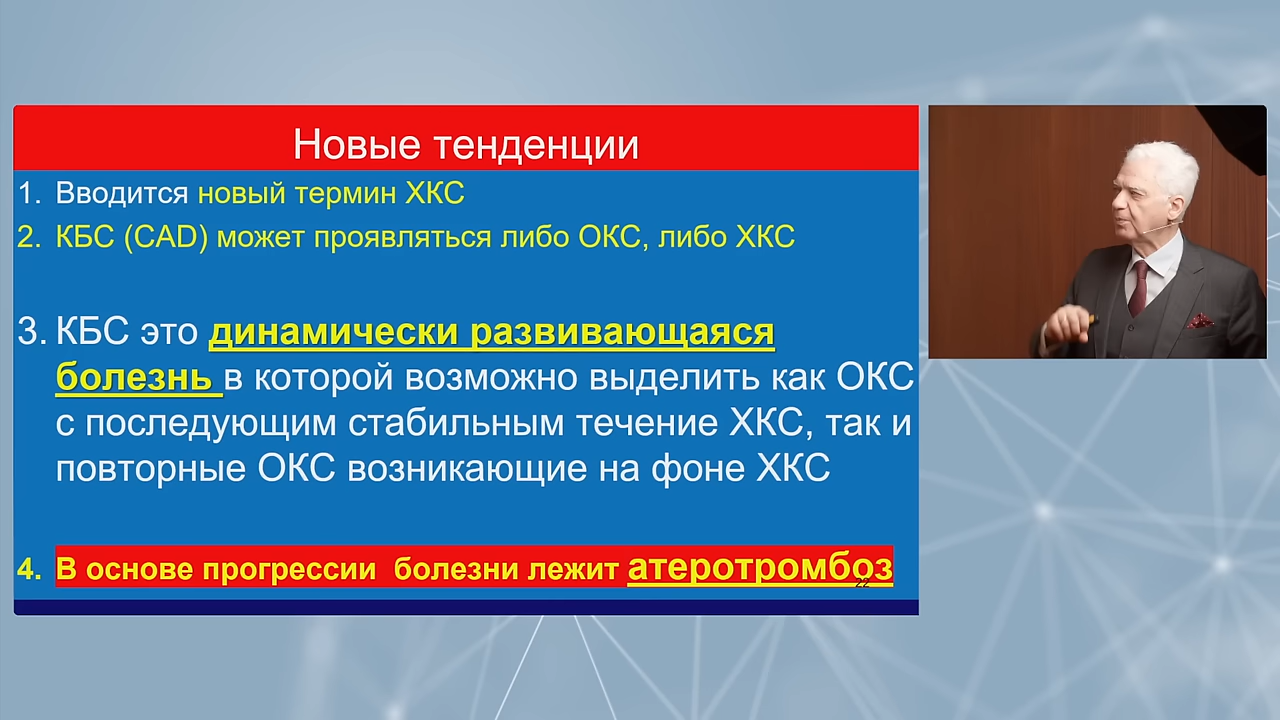 Новые тенденции
1. Вводится новый термин ХКС
2. КБС (CAD) может проявляться либо ОКС, либо ХКС
3. КБС это динамически развивающаяся
болезнь в которой возможно выделить как ОКС
с последующим стабильным течение ХКС, так и
повторные ОКС возникающие на фоне ХКС
4. В основе прогрессии болезни лежит атеротромбоз
22